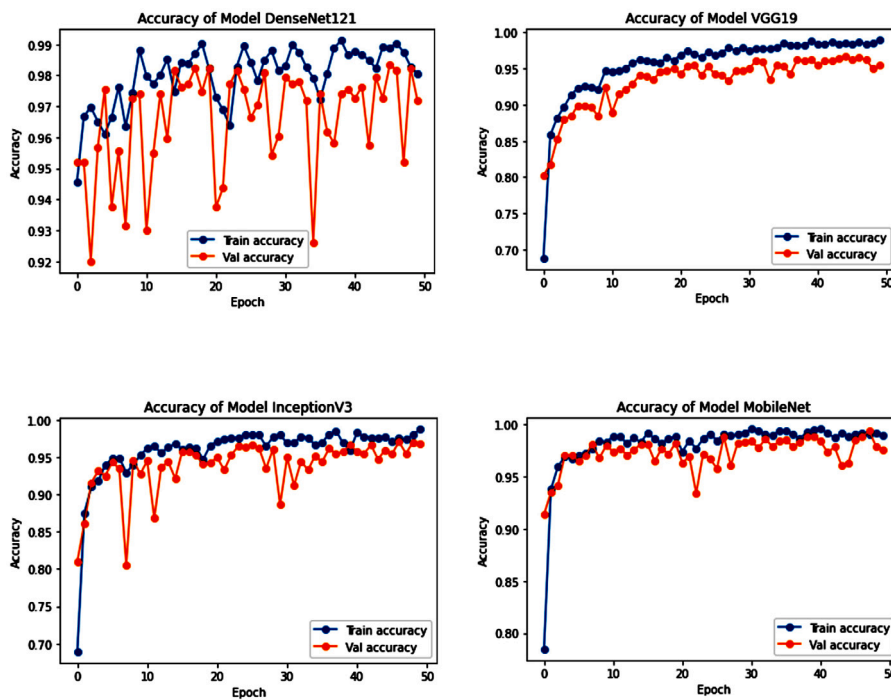 Accuracy of Model DenseNet121
Accuracy
0.99
0.98
0.97
0.96
0.95
0.94
0.93
0.92
Train accuracy
Val accuracy
0 10 20 30 40 50
Epoch
Accuracy of Model VGG19
Accuracy
1.00
0.95
0.90
0.85
0.80
0.75
0.70
Train accuracy
Val accuracy
0 10 20 30 40 50
Epoch
Accuracy of Model InceptionV3
Accuracy
1.00
0.95
0.90
0.85
0.80
0.75
0.70
Train accuracy
Val accuracy
0 10 20 30 40 50
Epoch
Accuracy of Model MobileNet
Accuracy
1.00
0.95
0.90
0.85
0.80
Train accuracy
Val accuracy
0 10 20 30 40 50
Epoch